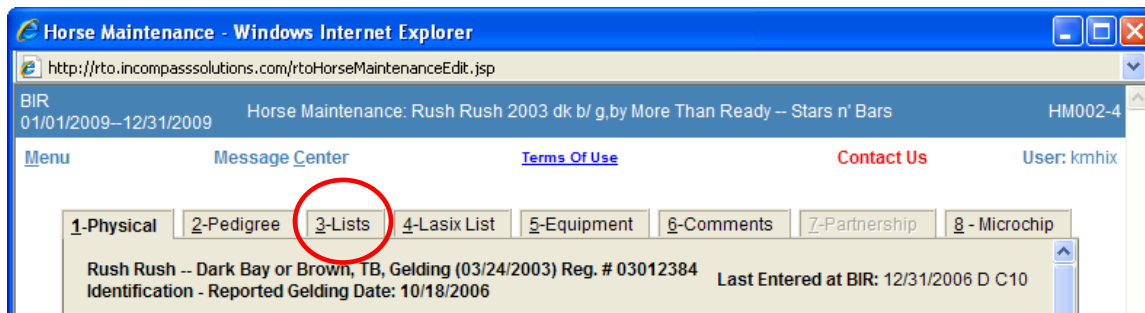 Horse Maintenance - Windows Internet Explorer
http://rto.incompasssolutions.com/rtoHorseMaintenanceEdit.jsp
BIR
01/01/2009--12/31/2009
Horse Maintenance: Rush Rush 2003 dk b/ g,by More Than Ready -- Stars n' Bars
HM002-4
Menu Message Center Terms Of Use Contact Us User: kmhix
1-Physical 2-Pedigree 3-Lists 4-Lasix List 5-Equipment 6-Comments 7-Partnership 8 - Microchip
Rush Rush -- Dark Bay or Brown, TB, Gelding (03/24/2003) Reg. # 03012384
Identification - Reported Gelding Date: 10/18/2006
Last Entered at BIR: 12/31/2006 D C10